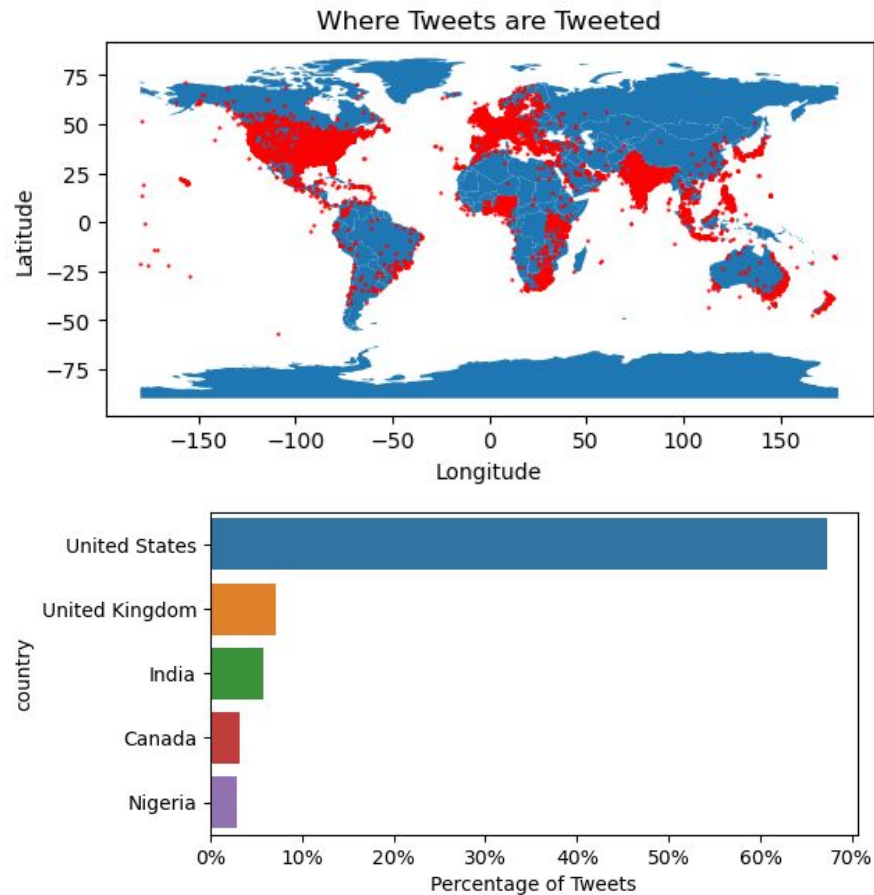 Where Tweets are Tweeted
75
50
25
0
−25
−50
−75
Latitude
−150
−100
−50
0
50
100
150
Longitude
United States
United Kingdom
India
Canada
Nigeria
country
0%
10%
20%
30%
40%
50%
60%
70%
Percentage of Tweets